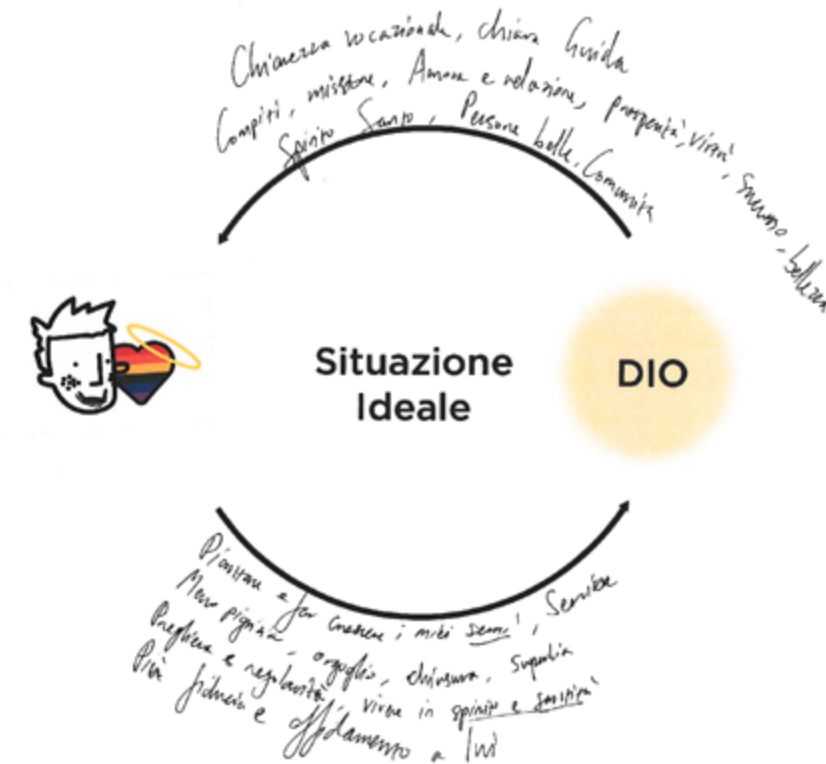 Chiarezza vocazionale, chiara Guida
Compiti, missione, Amore e relazione, prosperità, virtù, successo, bellezza
Spirito Santo, Persone belle, Comunità
Situazione
Ideale
DIO
Piantare e far crescere i miei semi, Servire
Meno pigrizia, orgoglio, chiusura, superbia
Preghiera e regolarità, vivere in spirito e santità
Più fiducia e affidamento a lui